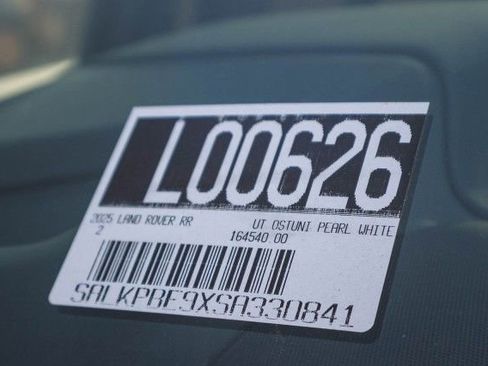 L00626
2025 LAND ROVER RR UT OSTUNI PEARL WHITE
2 164540 00
SALKPBE9XSA330841